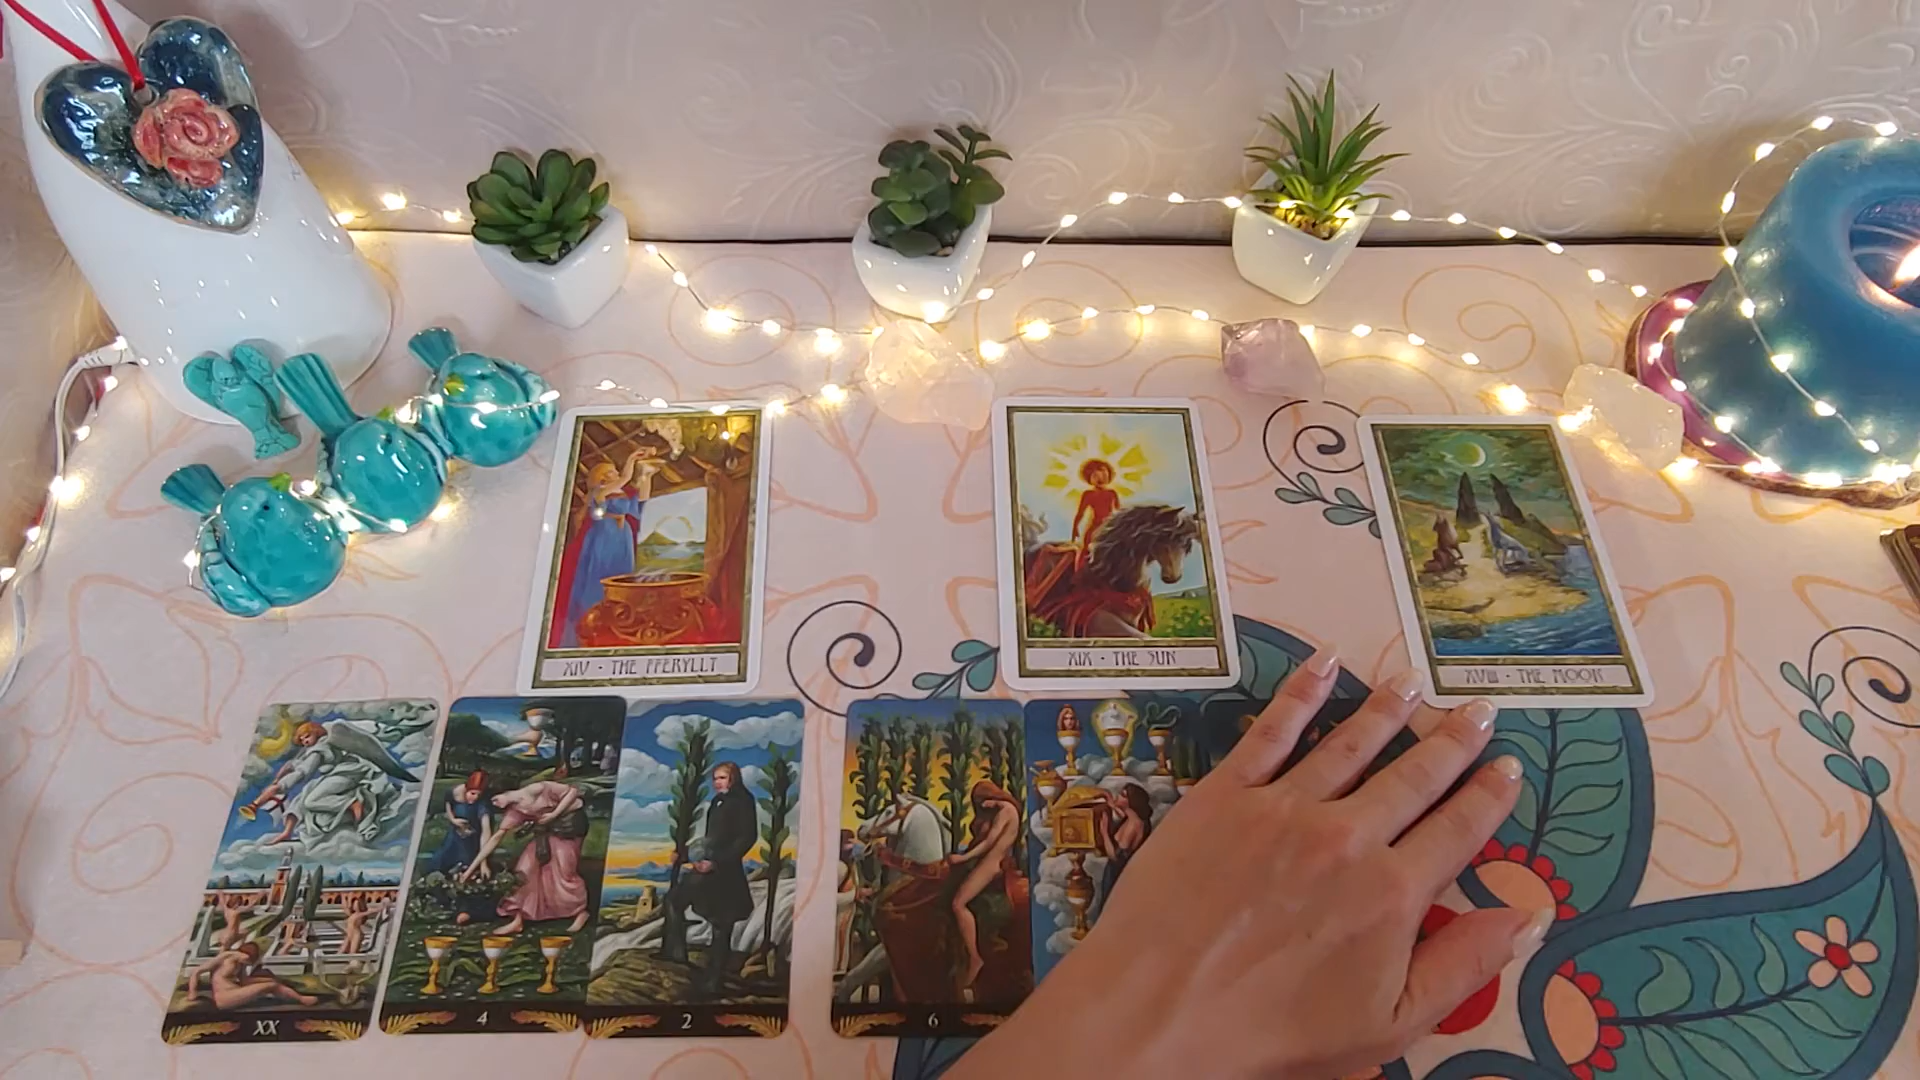 XIV · THE PFERYLLT
XIX · THE SUN
XVIII · THE MOON
XX
4
2
6